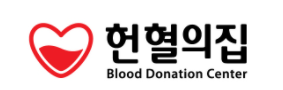 헌혈의집
Blood Donation Center